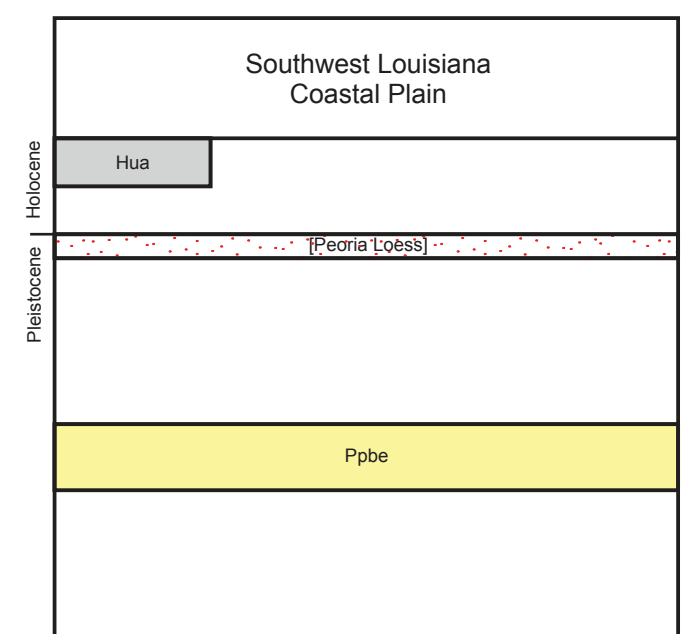 Southwest Louisiana
Coastal Plain
Holocene
Hua
[Peoria Loess]
Pleistocene
Ppbe